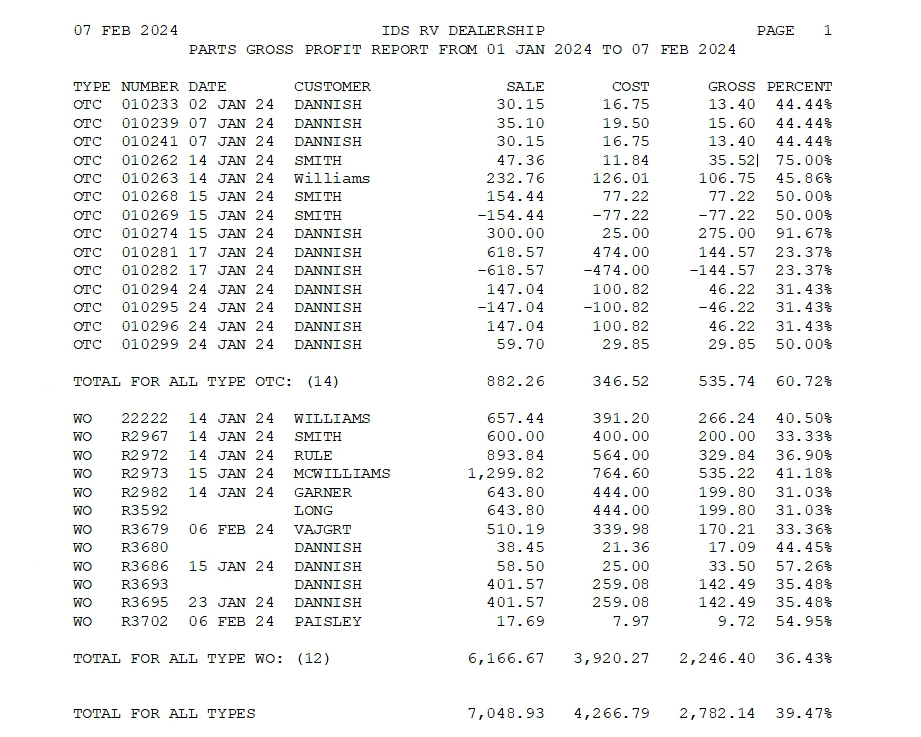 07 FEB 2024 IDS RV DEALERSHIP PAGE 1
PARTS GROSS PROFIT REPORT FROM 01 JAN 2024 TO 07 FEB 2024
TYPE NUMBER DATE CUSTOMER SALE COST GROSS PERCENT
OTC 010233 02 JAN 24 DANNISH 30.15 16.75 13.40 44.44%
OTC 010239 07 JAN 24 DANNISH 35.10 19.50 15.60 44.44%
OTC 010241 07 JAN 24 DANNISH 30.15 16.75 13.40 44.44%
OTC 010262 14 JAN 24 SMITH 47.36 11.84 35.52| 75.00%
OTC 010263 14 JAN 24 Williams 232.76 126.01 106.75 45.86%
OTC 010268 15 JAN 24 SMITH 154.44 77.22 77.22 50.00%
OTC 010269 15 JAN 24 SMITH -154.44 -77.22 -77.22 50.00%
OTC 010274 15 JAN 24 DANNISH 300.00 25.00 275.00 91.67%
OTC 010281 17 JAN 24 DANNISH 618.57 474.00 144.57 23.37%
OTC 010282 17 JAN 24 DANNISH -618.57 -474.00 -144.57 23.37%
OTC 010294 24 JAN 24 DANNISH 147.04 100.82 46.22 31.43%
OTC 010295 24 JAN 24 DANNISH -147.04 -100.82 -46.22 31.43%
OTC 010296 24 JAN 24 DANNISH 147.04 100.82 46.22 31.43%
OTC 010299 24 JAN 24 DANNISH 59.70 29.85 29.85 50.00%
TOTAL FOR ALL TYPE OTC: (14) 882.26 346.52 535.74 60.72%
WO 22222 14 JAN 24 WILLIAMS 657.44 391.20 266.24 40.50%
WO R2967 14 JAN 24 SMITH 600.00 400.00 200.00 33.33%
WO R2972 14 JAN 24 RULE 893.84 564.00 329.84 36.90%
WO R2973 15 JAN 24 MCWILLIAMS 1,299.82 764.60 535.22 41.18%
WO R2982 14 JAN 24 GARNER 643.80 444.00 199.80 31.03%
WO R3592 LONG 643.80 444.00 199.80 31.03%
WO R3679 06 FEB 24 VAJGRT 510.19 339.98 170.21 33.36%
WO R3680 DANNISH 38.45 21.36 17.09 44.45%
WO R3686 15 JAN 24 DANNISH 58.50 25.00 33.50 57.26%
WO R3693 DANNISH 401.57 259.08 142.49 35.48%
WO R3695 23 JAN 24 DANNISH 401.57 259.08 142.49 35.48%
WO R3702 06 FEB 24 PAISLEY 17.69 7.97 9.72 54.95%
TOTAL FOR ALL TYPE WO: (12) 6,166.67 3,920.27 2,246.40 36.43%
TOTAL FOR ALL TYPES 7,048.93 4,266.79 2,782.14 39.47%